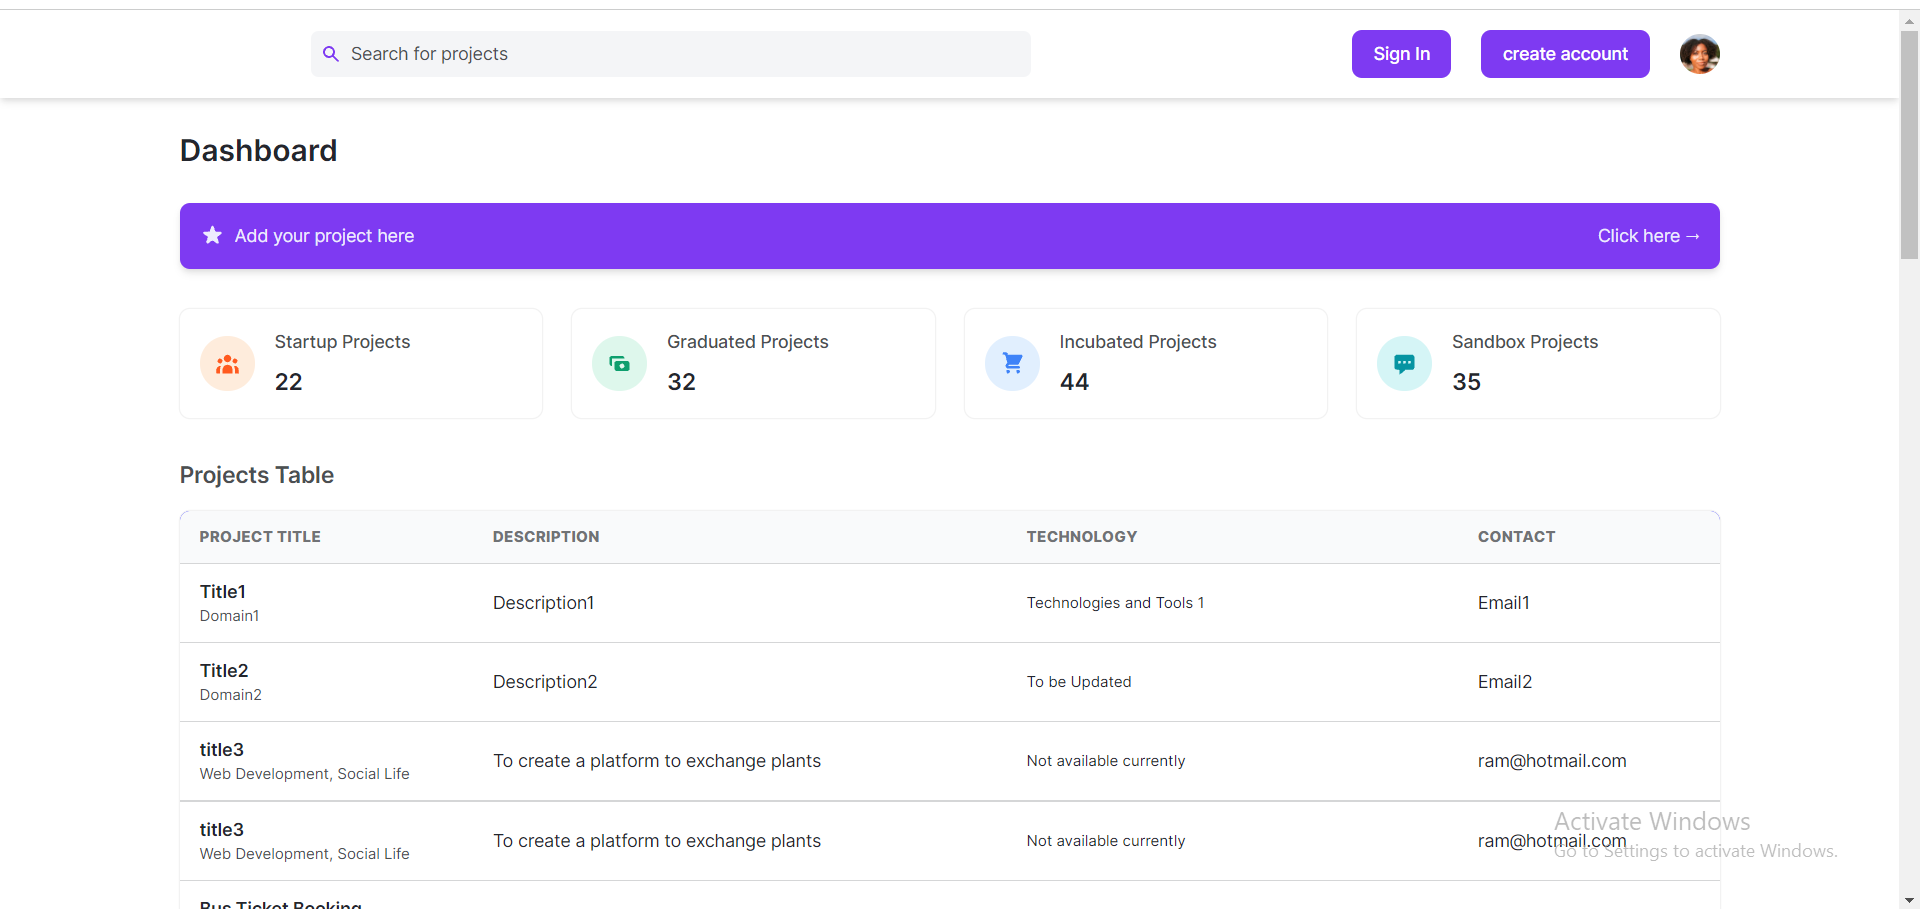 Search for projects
Sign In
create account
Dashboard
Add your project here
Click here →
Startup Projects
22
Graduated Projects
32
Incubated Projects
44
Sandbox Projects
35
Projects Table
PROJECT TITLE DESCRIPTION TECHNOLOGY CONTACT
Title1
Domain1
Description1
Technologies and Tools 1
Email1
Title2
Domain2
Description2
To be Updated
Email2
title3
Web Development, Social Life
To create a platform to exchange plants
Not available currently
ram@hotmail.com
title3
Web Development, Social Life
To create a platform to exchange plants
Not available currently
ram@hotmail.com
Activate Windows
Go to Settings to activate Windows.
Bus Ticket Booking